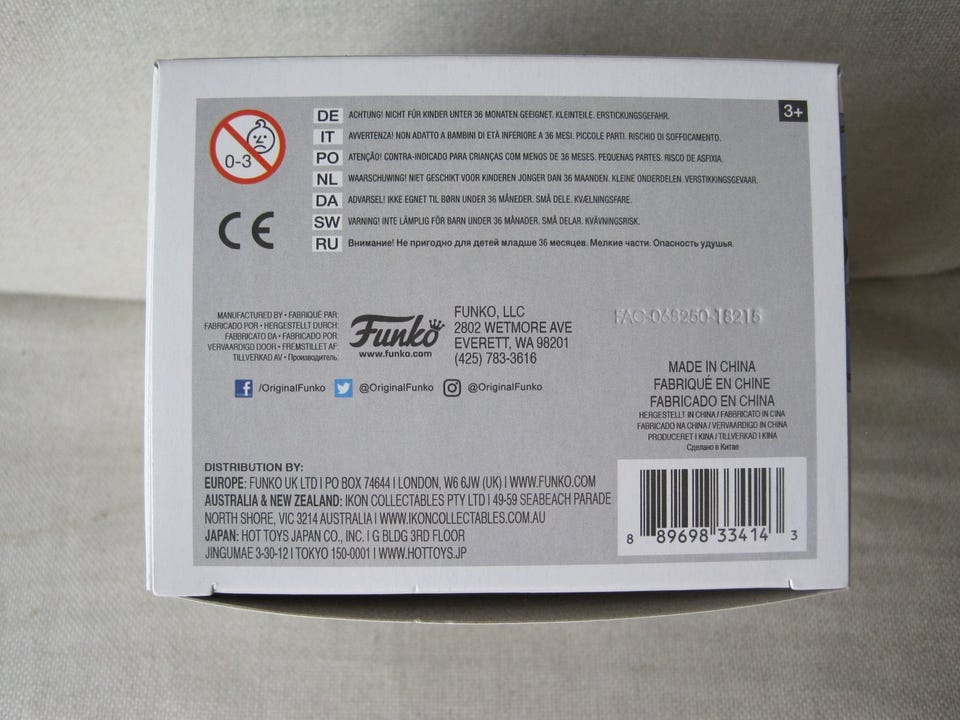 0-3
3+
DE ACHTUNG! NICHT FÜR KINDER UNTER 36 MONATEN GEEIGNET. KLEINTEILE. ERSTICKUNGSGEFAHR.
IT AVVERTENZA! NON ADATTO A BAMBINI DI ETÀ INFERIORE A 36 MESI. PICCOLE PARTI. RISCHIO DI SOFFOCAMENTO.
PO ATENÇÃO! CONTRA-INDICADO PARA CRIANÇAS COM MENOS DE 36 MESES. PEQUENAS PARTES. RISCO DE ASFIXIA.
NL WAARSCHUWING! NIET GESCHIKT VOOR KINDEREN JONGER DAN 36 MAANDEN. KLEINE ONDERDELEN. VERSTIKKINGSGEVAAR.
DA ADVARSEL! IKKE EGNET TIL BØRN UNDER 36 MÅNEDER. SMÅ DELE. KVÆLNINGSFARE.
SW VARNING! INTE LÄMPLIG FÖR BARN UNDER 36 MÅNADER. SMÅ DELAR. KVÄVNINGSRISK.
RU Внимание! Не пригодно для детей младше 36 месяцев. Мелкие части. Опасность удушья.
CE
MANUFACTURED BY • FABRIQUÉ PAR
FABRICADO POR • HERGESTELLT DURCH:
FABBRICATO DA • FABRICADO POR:
VERVAARDIGD DOOR • FREMSTILLET AF:
TILLVERKAD AV • Производитель:
Funko
www.funko.com
FUNKO, LLC
2802 WETMORE AVE
EVERETT, WA 98201
(425) 783-3616
/OriginalFunko @OriginalFunko @OriginalFunko
FAC-069250-18215
MADE IN CHINA
FABRIQUÉ EN CHINE
FABRICADO EN CHINA
HERGESTELLT IN CHINA / FABBRICATO IN CINA
FABRICADO NA CHINA / VERVAARDIGD IN CHINA
PRODUCERET I KINA / TILLVERKAD I KINA
Сделано в Китае
DISTRIBUTION BY:
EUROPE: FUNKO UK LTD | PO BOX 74644 | LONDON, W6 6JW (UK) | WWW.FUNKO.COM
AUSTRALIA & NEW ZEALAND: IKON COLLECTABLES PTY LTD | 49-59 SEABEACH PARADE
NORTH SHORE, VIC 3214 AUSTRALIA | WWW.IKONCOLLECTABLES.COM.AU
JAPAN: HOT TOYS JAPAN CO., INC. | G BLDG 3RD FLOOR
JINGUMAE 3-30-12 | TOKYO 150-0001 | WWW.HOTTOYS.JP
8 89698 33414 3